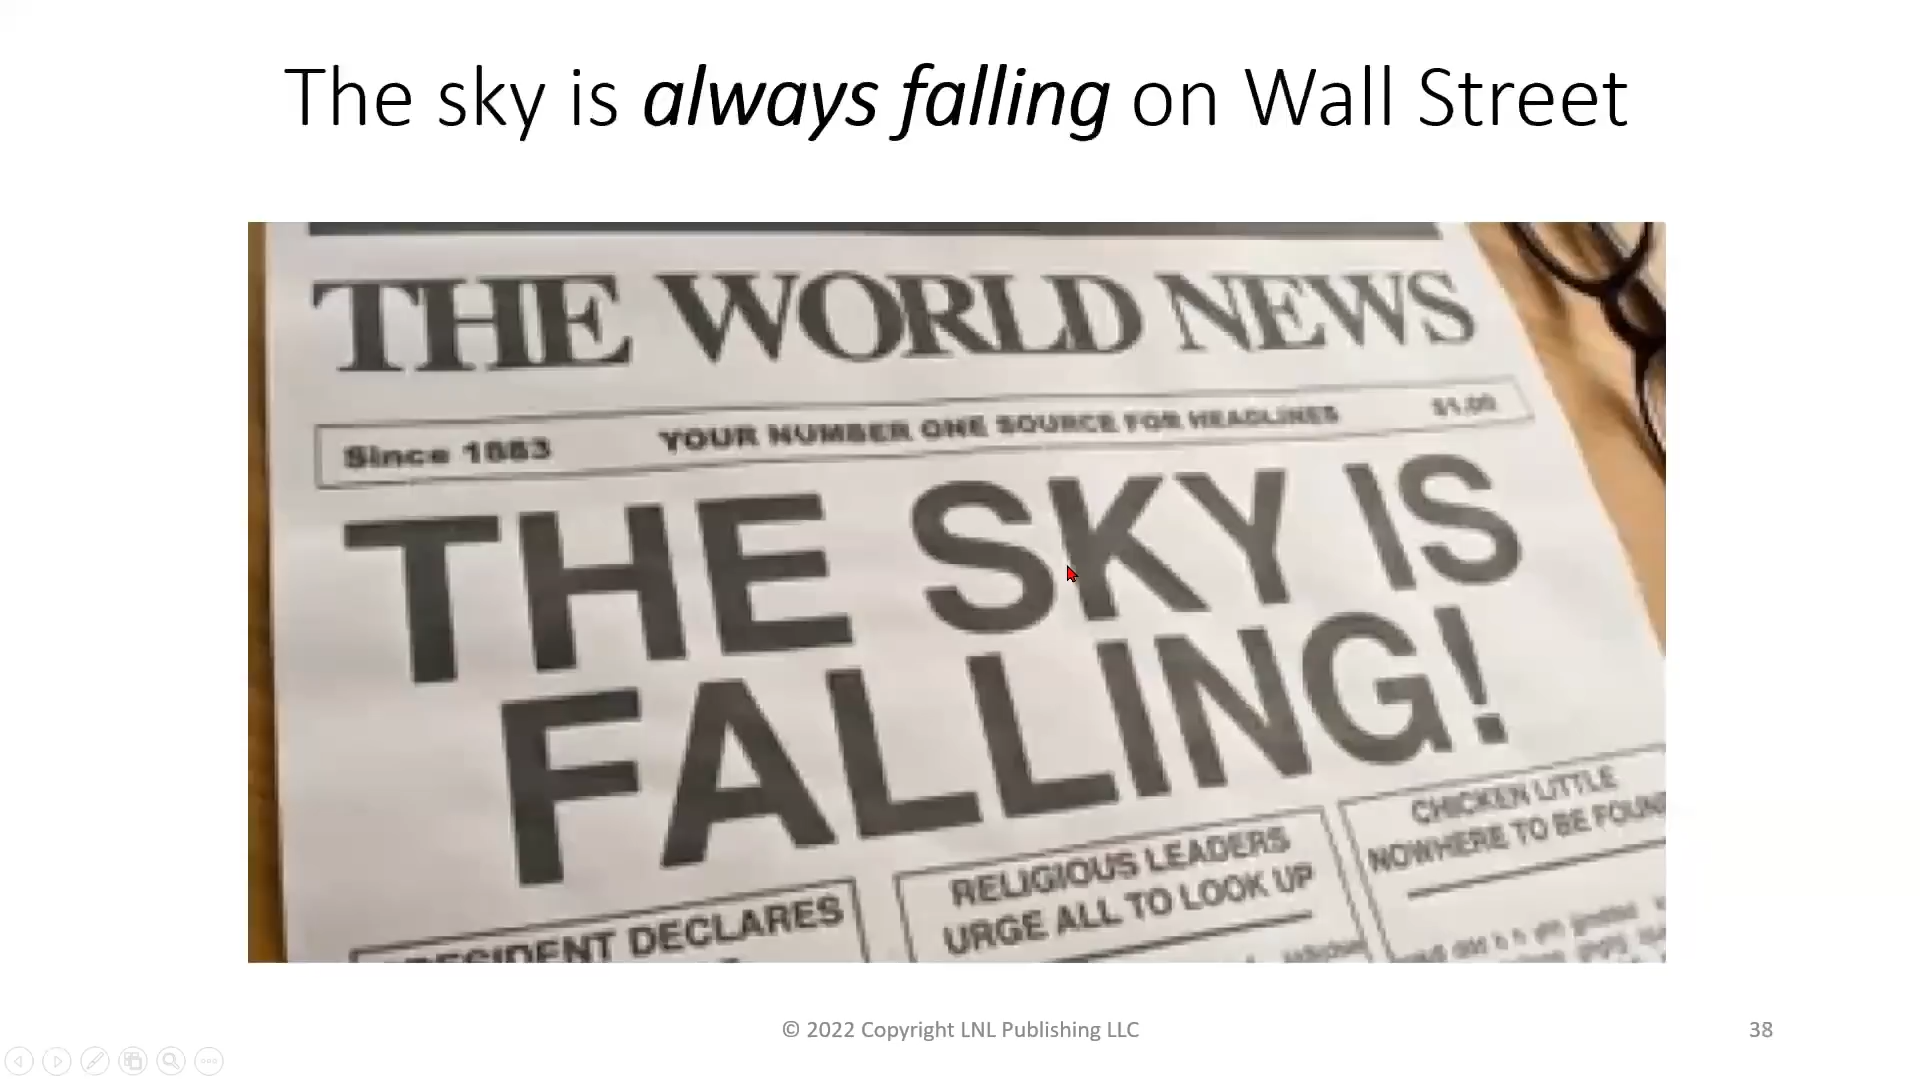 The sky is always falling on Wall Street
THE WORLD NEWS
Since 1883 YOUR NUMBER ONE SOURCE FOR HEADLINES $1.00
THE SKY IS
FALLING!
PRESIDENT DECLARES
RELIGIOUS LEADERS
URGE ALL TO LOOK UP
CHICKEN LITTLE
NOWHERE TO BE FOUN
© 2022 Copyright LNL Publishing LLC
38